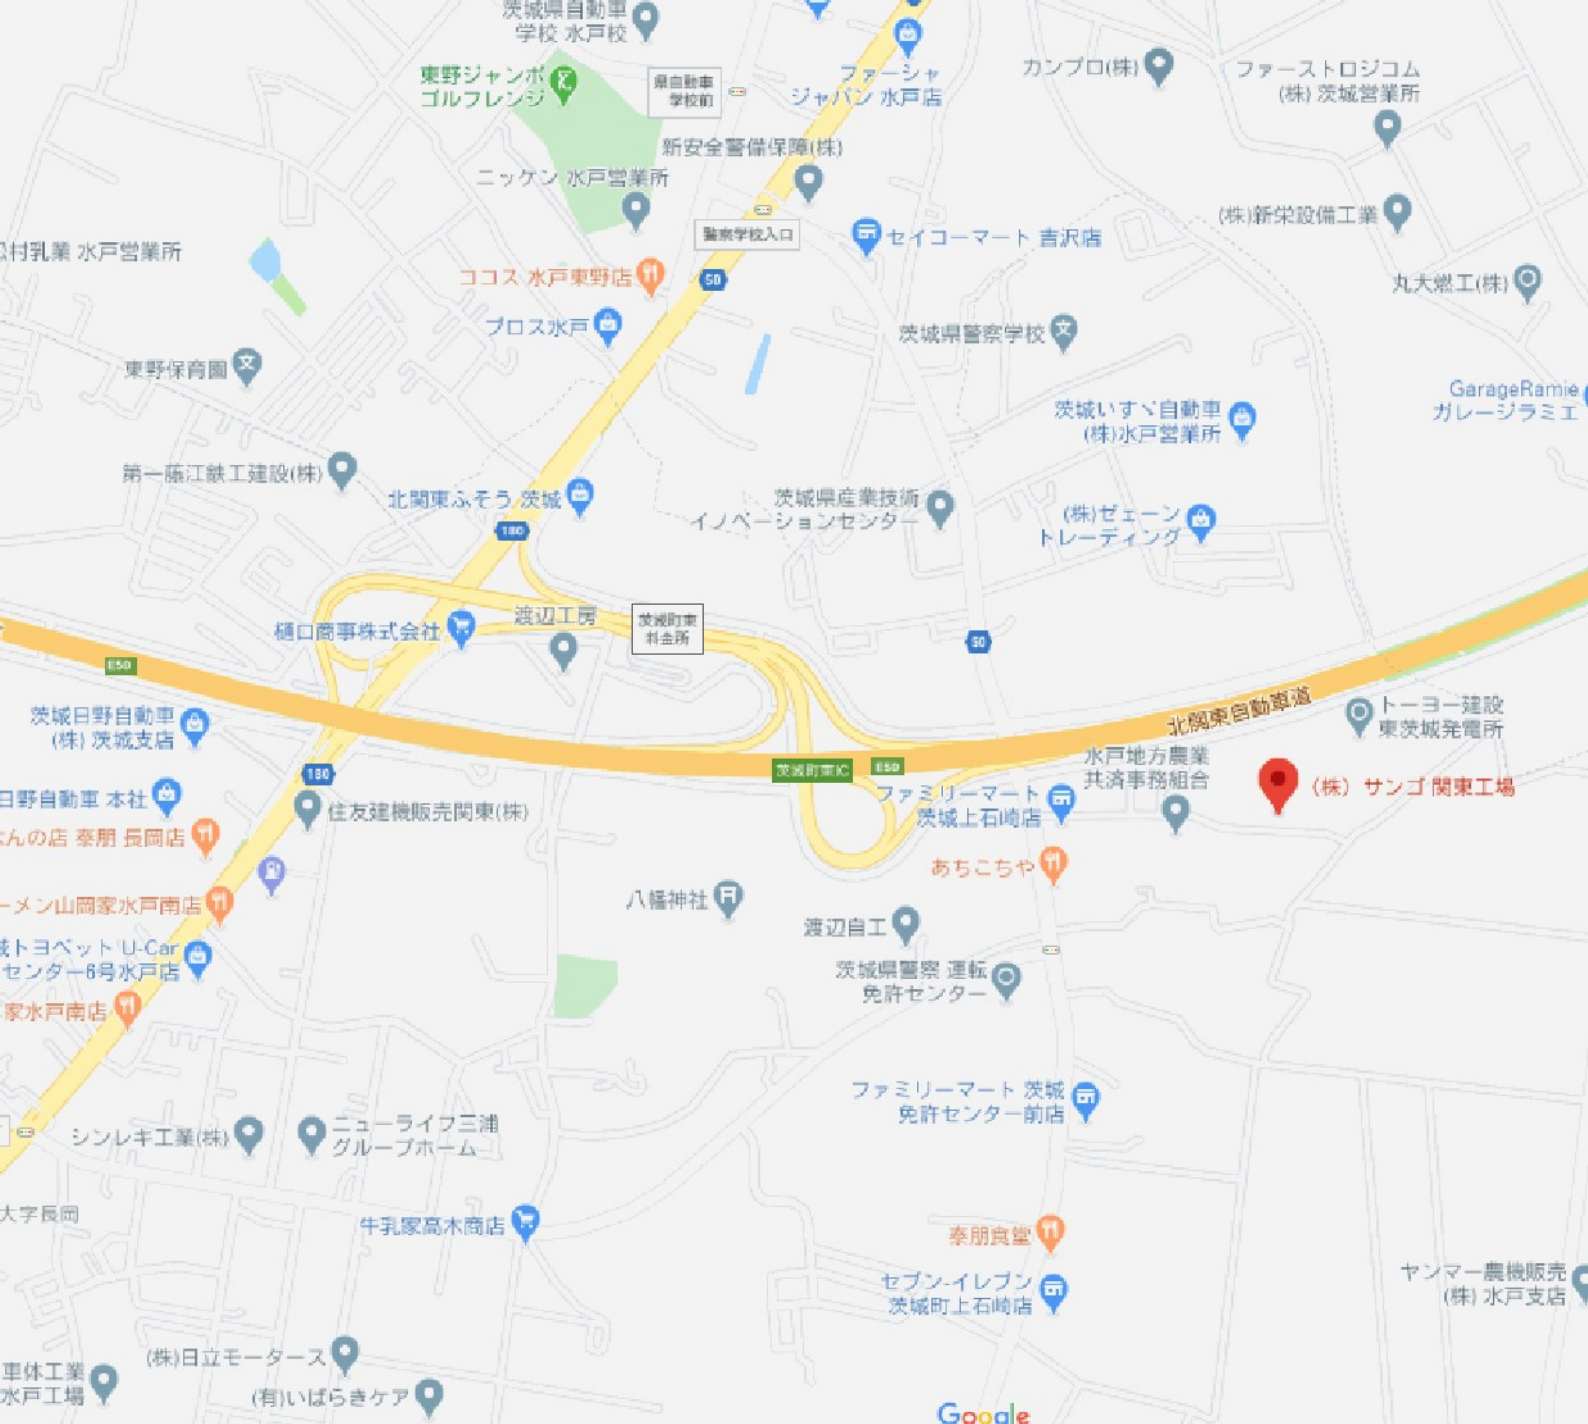 茨城県自動車
学校 水戸校
東野ジャンボ
ゴルフレンジ
県自動車
学校前
ファーシャ
ジャパン 水戸店
カンプロ(株)
ファーストロジコム
(株) 茨城営業所
新安全警備保障(株)
ニッケン 水戸営業所
警察学校入口
セイコーマート 吉沢店
(株)新栄設備工業
村乳業 水戸営業所
ココス 水戸東野店
50
丸大燃工(株)
プロス水戸
茨城県警察学校
東野保育園
GarageRamie
ガレージラミエ
茨城いすゞ自動車
(株)水戸営業所
第一藤江鉄工建設(株)
北関東ふそう 茨城
茨城県産業技術
イノベーションセンター
(株)ゼェーン
トレーディング
180
渡辺工房
茨城町東
料金所
樋口商事株式会社
50
E50
北関東自動車道
トーヨー建設
東茨城発電所
茨城日野自動車
(株) 茨城支店
180
茨城町東IC
E50
水戸地方農業
共済事務組合
(株) サンゴ 関東工場
日野自動車 本社
住友建機販売関東(株)
ファミリーマート
茨城上石崎店
んの店 泰朋 長岡店
あちこちや
ーメン山岡家水戸南店
八幡神社
渡辺自工
城トヨペット U-Car
センター6号水戸店
茨城県警察 運転
免許センター
家水戸南店
ファミリーマート 茨城
免許センター前店
シンレキ工業(株)
ニューライフ三浦
グループホーム
大字長岡
牛乳家高木商店
泰朋食堂
セブン-イレブン
茨城町上石崎店
ヤンマー農機販売
(株) 水戸支店
(株)日立モータース
車体工業
水戸工場
(有)いばらきケア
Google